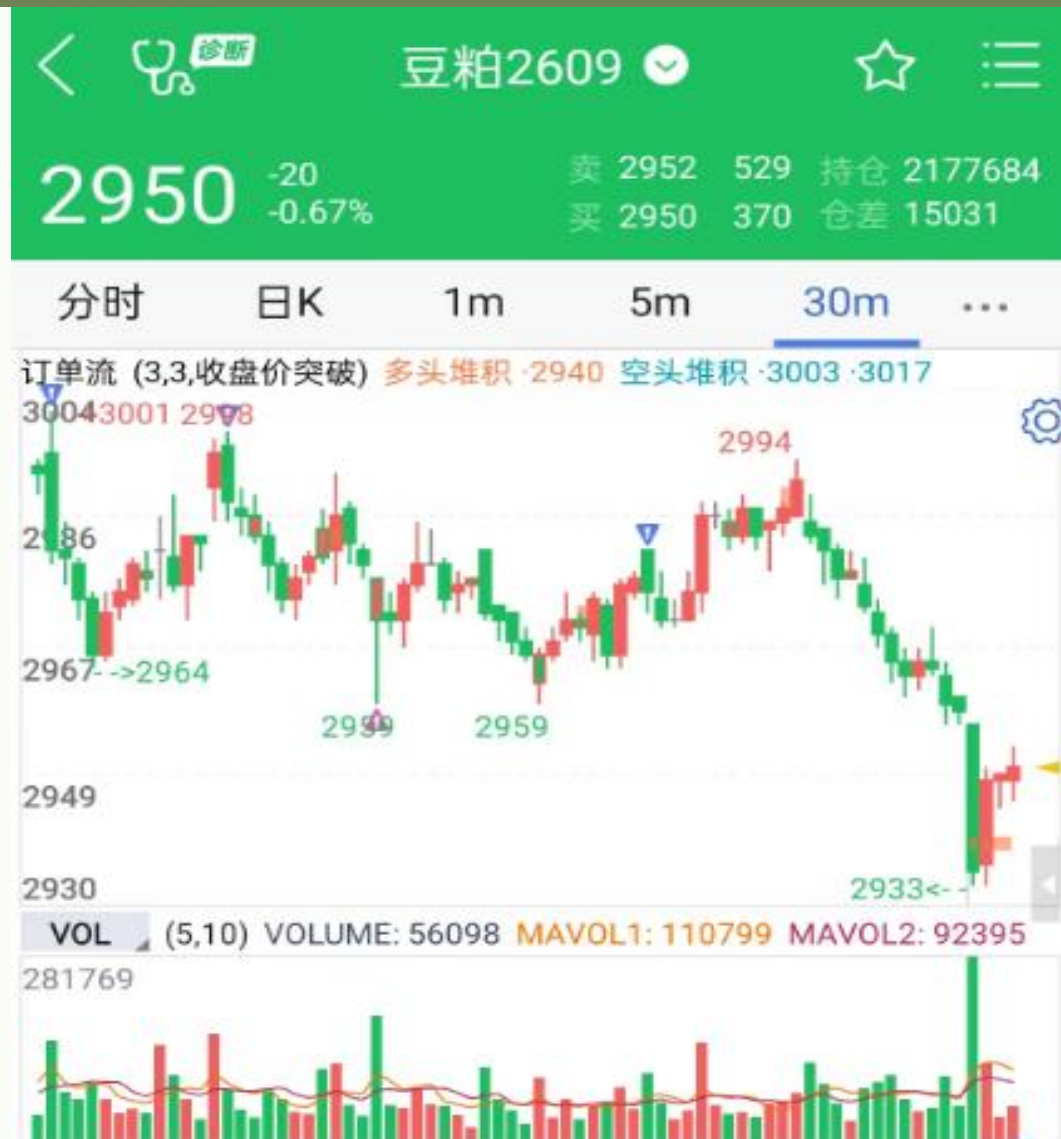 诊断 豆粕2609
2950 -20 -0.67%
卖 2952 529 持仓 2177684
买 2950 370 仓差 15031
分时 日K 1m 5m 30m ...
订单流 (3,3,收盘价突破) 多头堆积 ·2940 空头堆积 ·3003 ·3017
3004 3001 2998
2994
2986
2967 -->2964
2959 2959
2949
2930 2933<--
VOL (5,10) VOLUME: 56098 MAVOL1: 110799 MAVOL2: 92395
281769